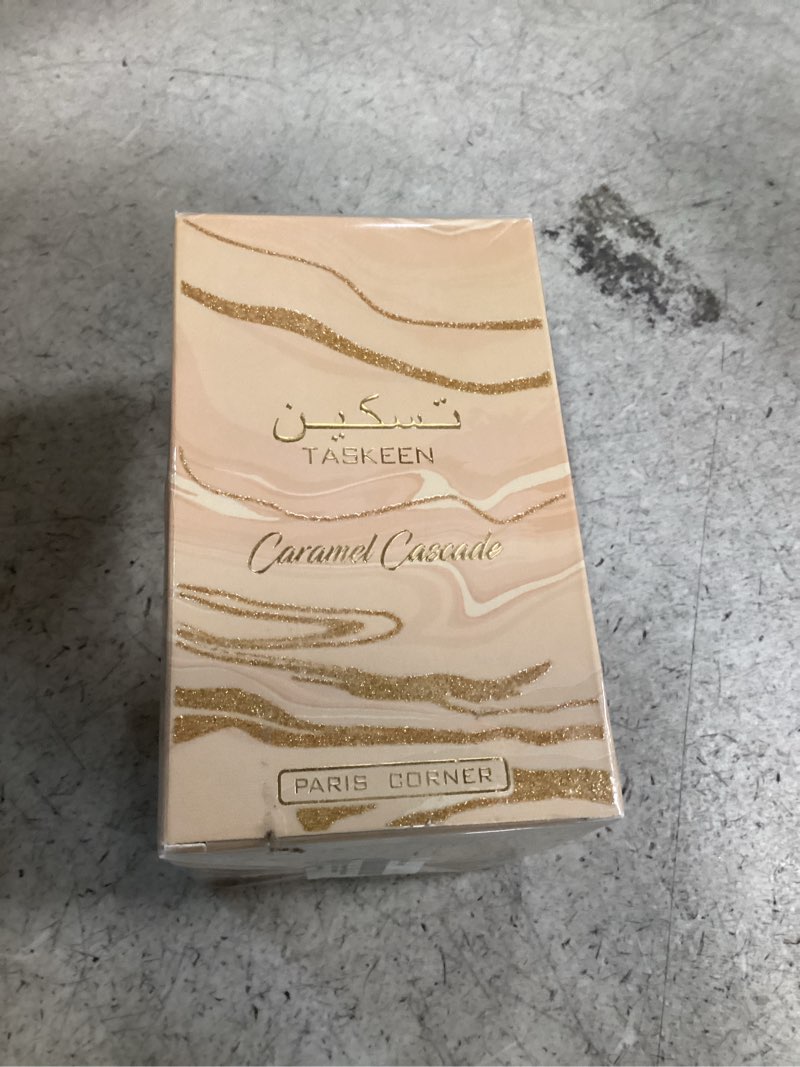 تسكين
TASKEEN
Caramel Cascade
PARIS CORNER